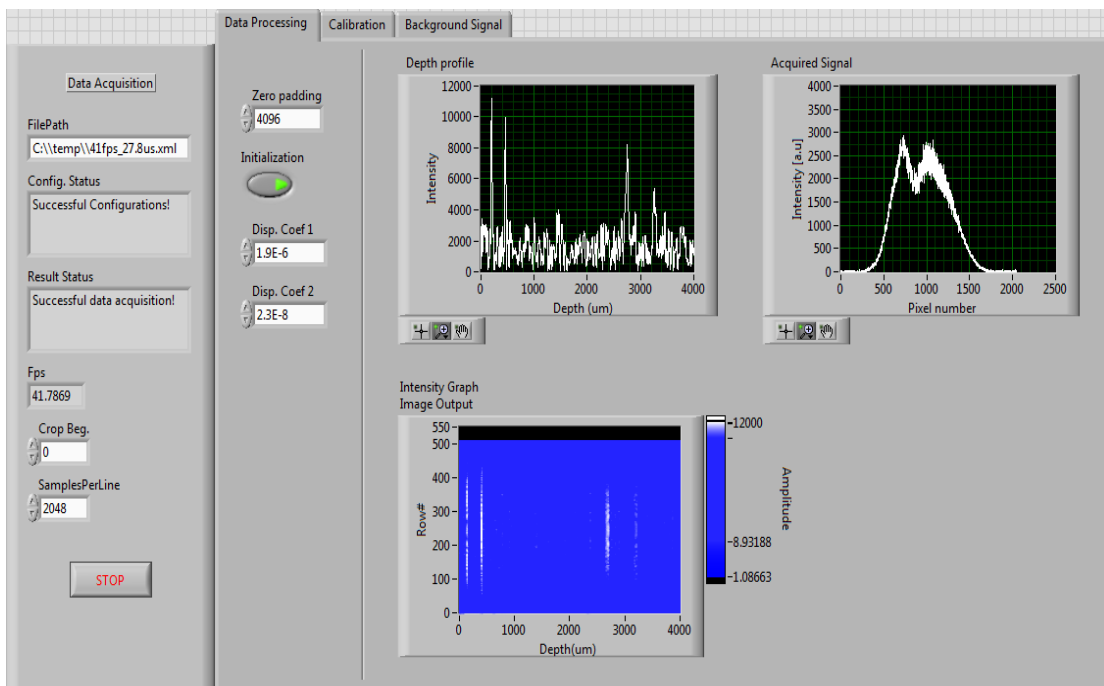 Data Processing
Calibration
Background Signal
Data Acquisition
FilePath
C:\\temp\\41fps_27.8us.xml
Config. Status
Successful Configurations!
Result Status
Successful data acquisition!
Fps
41.7869
Crop Beg.
0
SamplesPerLine
2048
STOP
Zero padding
4096
Initialization
Disp. Coef 1
1.9E-6
Disp. Coef 2
2.3E-8
Depth profile
Intensity
12000
10000
8000
6000
4000
2000
0
0 1000 2000 3000 4000
Depth (um)
Acquired Signal
Intensity [a.u]
4000
3500
3000
2500
2000
1500
1000
500
0
0 500 1000 1500 2000 2500
Pixel number
Intensity Graph
Image Output
Row#
550
500
400
300
200
100
0
0 1000 2000 3000 4000
Depth(um)
12000
-8.93188
-1.08663
Amplitude